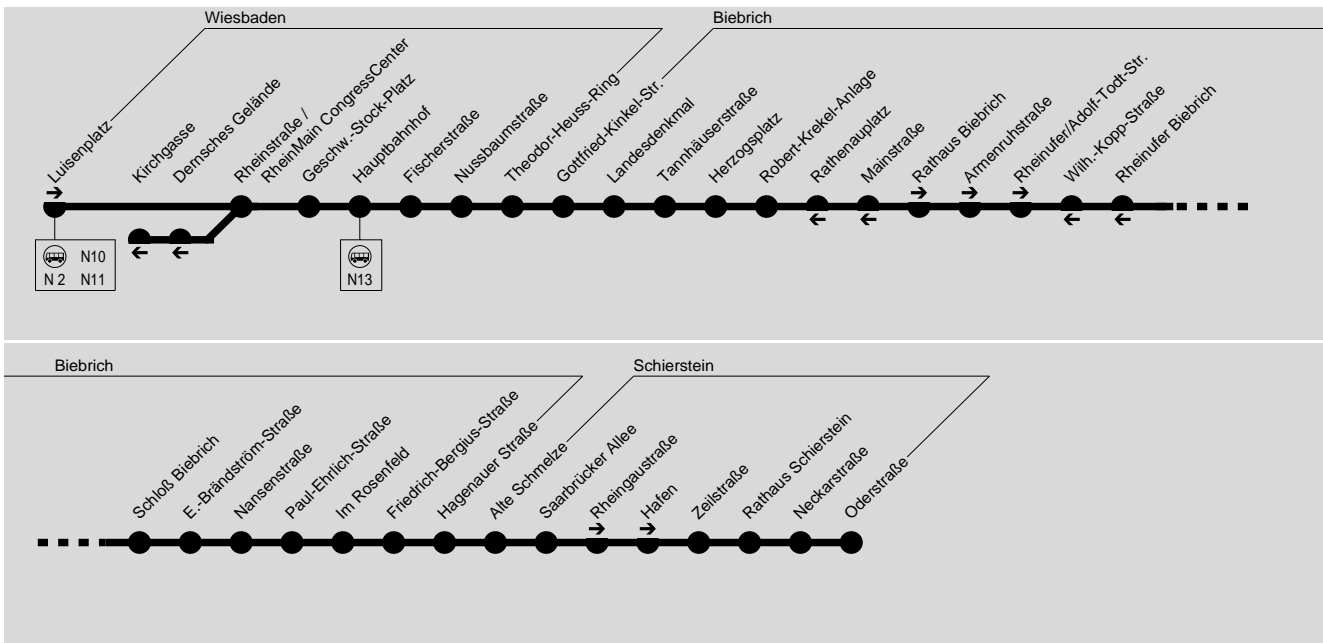 Wiesbaden
Biebrich
Luisenplatz
Kirchgasse
Dernsches Gelände
Rheinstraße /
RheinMain CongressCenter
Geschw.-Stock-Platz
Hauptbahnhof
Fischerstraße
Nussbaumstraße
Theodor-Heuss-Ring
Gottfried-Kinkel-Str.
Landesdenkmal
Tannhäuserstraße
Herzogsplatz
Robert-Krekel-Anlage
Rathenauplatz
Mainstraße
Rathaus Biebrich
Armenruhstraße
Rheinufer/Adolf-Todt-Str.
Wilh.-Kopp-Straße
Rheinufer Biebrich
N10
N 2 N11
N13
Biebrich
Schierstein
Schloß Biebrich
E.-Brändström-Straße
Nansenstraße
Paul-Ehrlich-Straße
Im Rosenfeld
Friedrich-Bergius-Straße
Hagenauer Straße
Alte Schmelze
Saarbrücker Allee
Rheingaustraße
Hafen
Zeilstraße
Rathaus Schierstein
Neckarstraße
Oderstraße